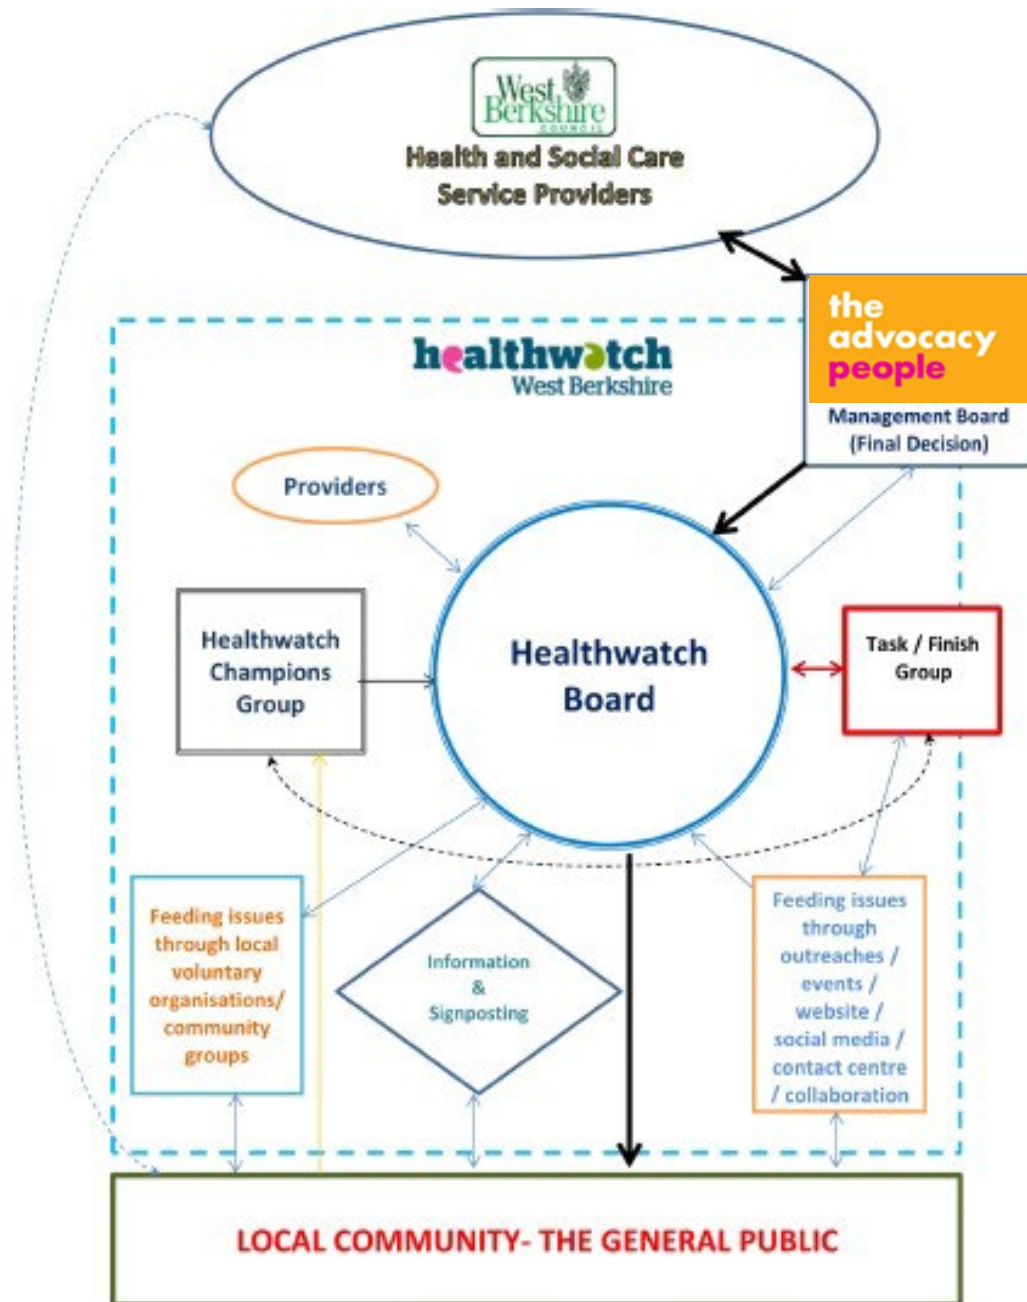 West
Berkshire
COUNCIL
Health and Social Care
Service Providers
the
advocacy
people
Management Board
(Final Decision)
healthwatch
West Berkshire
Providers
Healthwatch
Champions
Group
Healthwatch
Board
Task / Finish
Group
Feeding issues
through local
voluntary
organisations/
community
groups
Information
&
Signposting
Feeding issues
through
outreaches /
events /
website /
social media /
contact centre
/ collaboration
LOCAL COMMUNITY- THE GENERAL PUBLIC